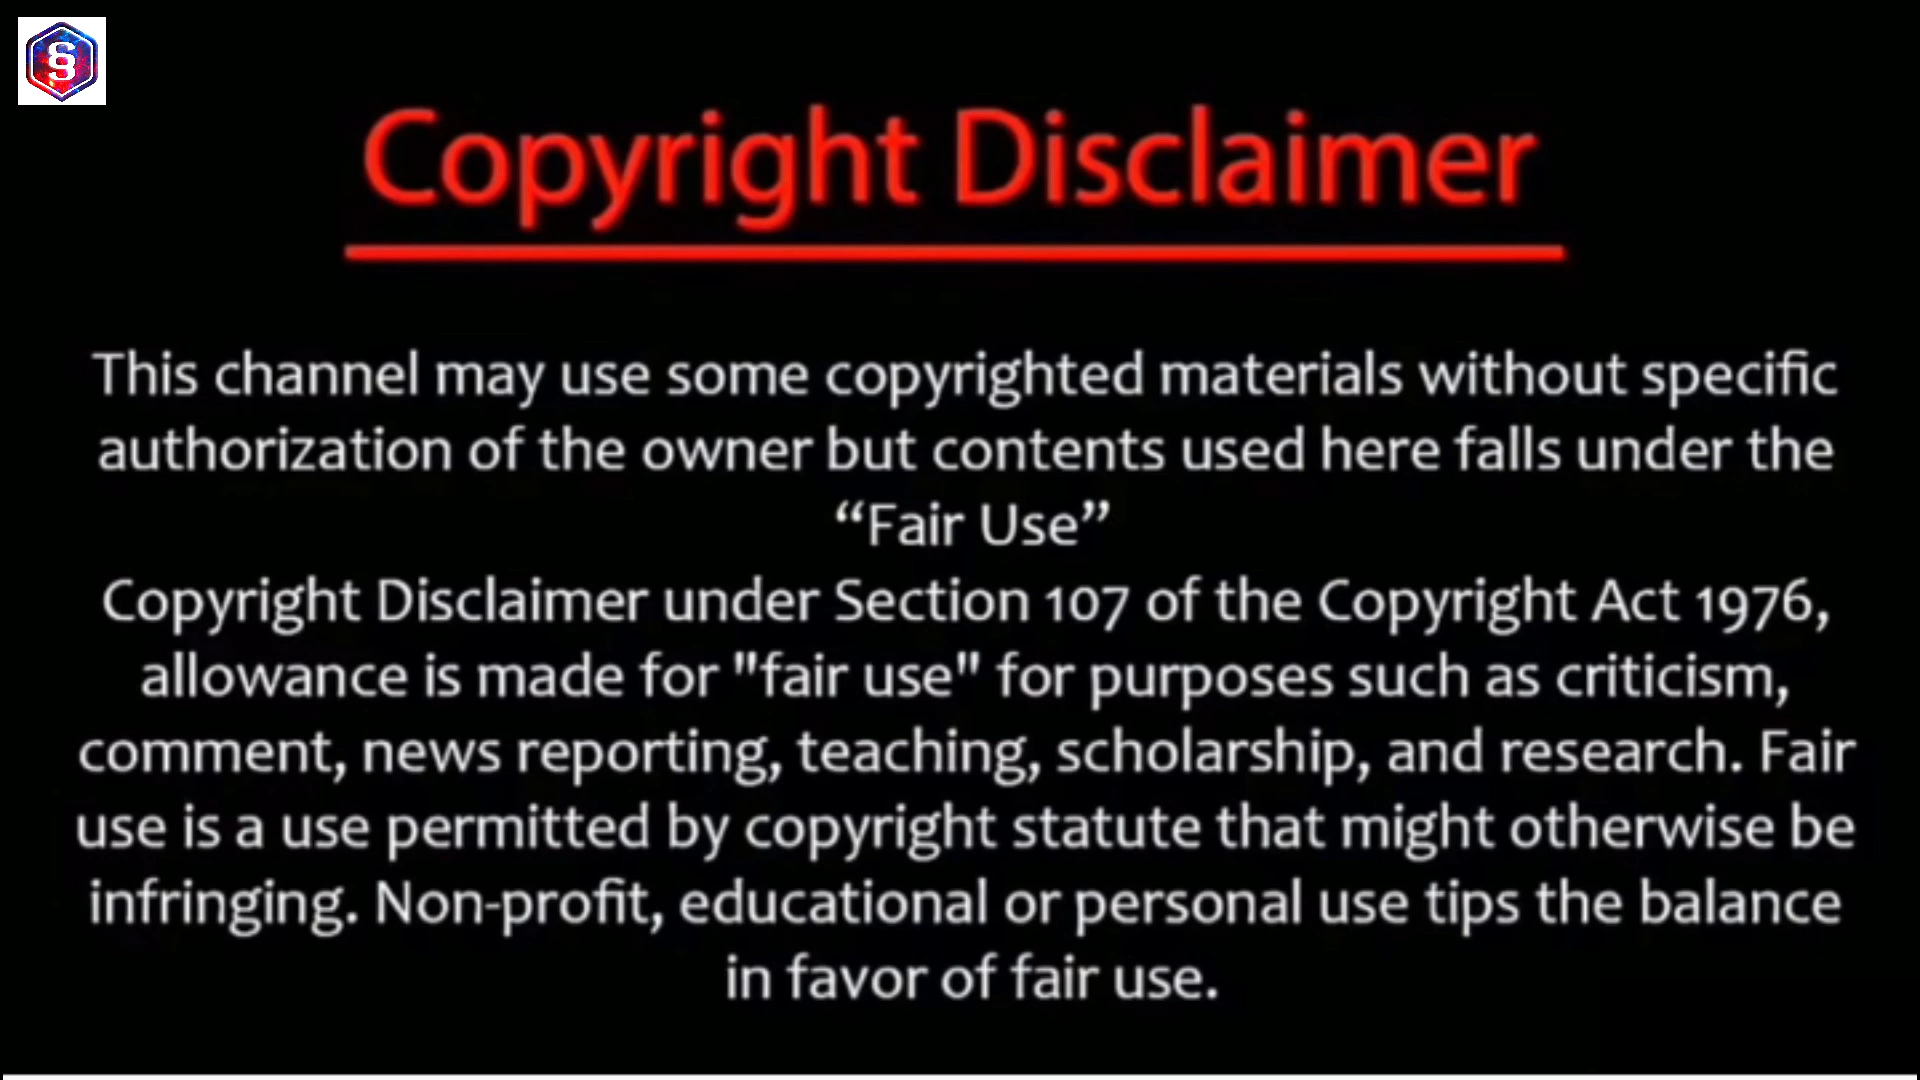 Copyright Disclaimer
This channel may use some copyrighted materials without specific
authorization of the owner but contents used here falls under the
“Fair Use”
Copyright Disclaimer under Section 107 of the Copyright Act 1976,
allowance is made for "fair use" for purposes such as criticism,
comment, news reporting, teaching, scholarship, and research. Fair
use is a use permitted by copyright statute that might otherwise be
infringing. Non-profit, educational or personal use tips the balance
in favor of fair use.